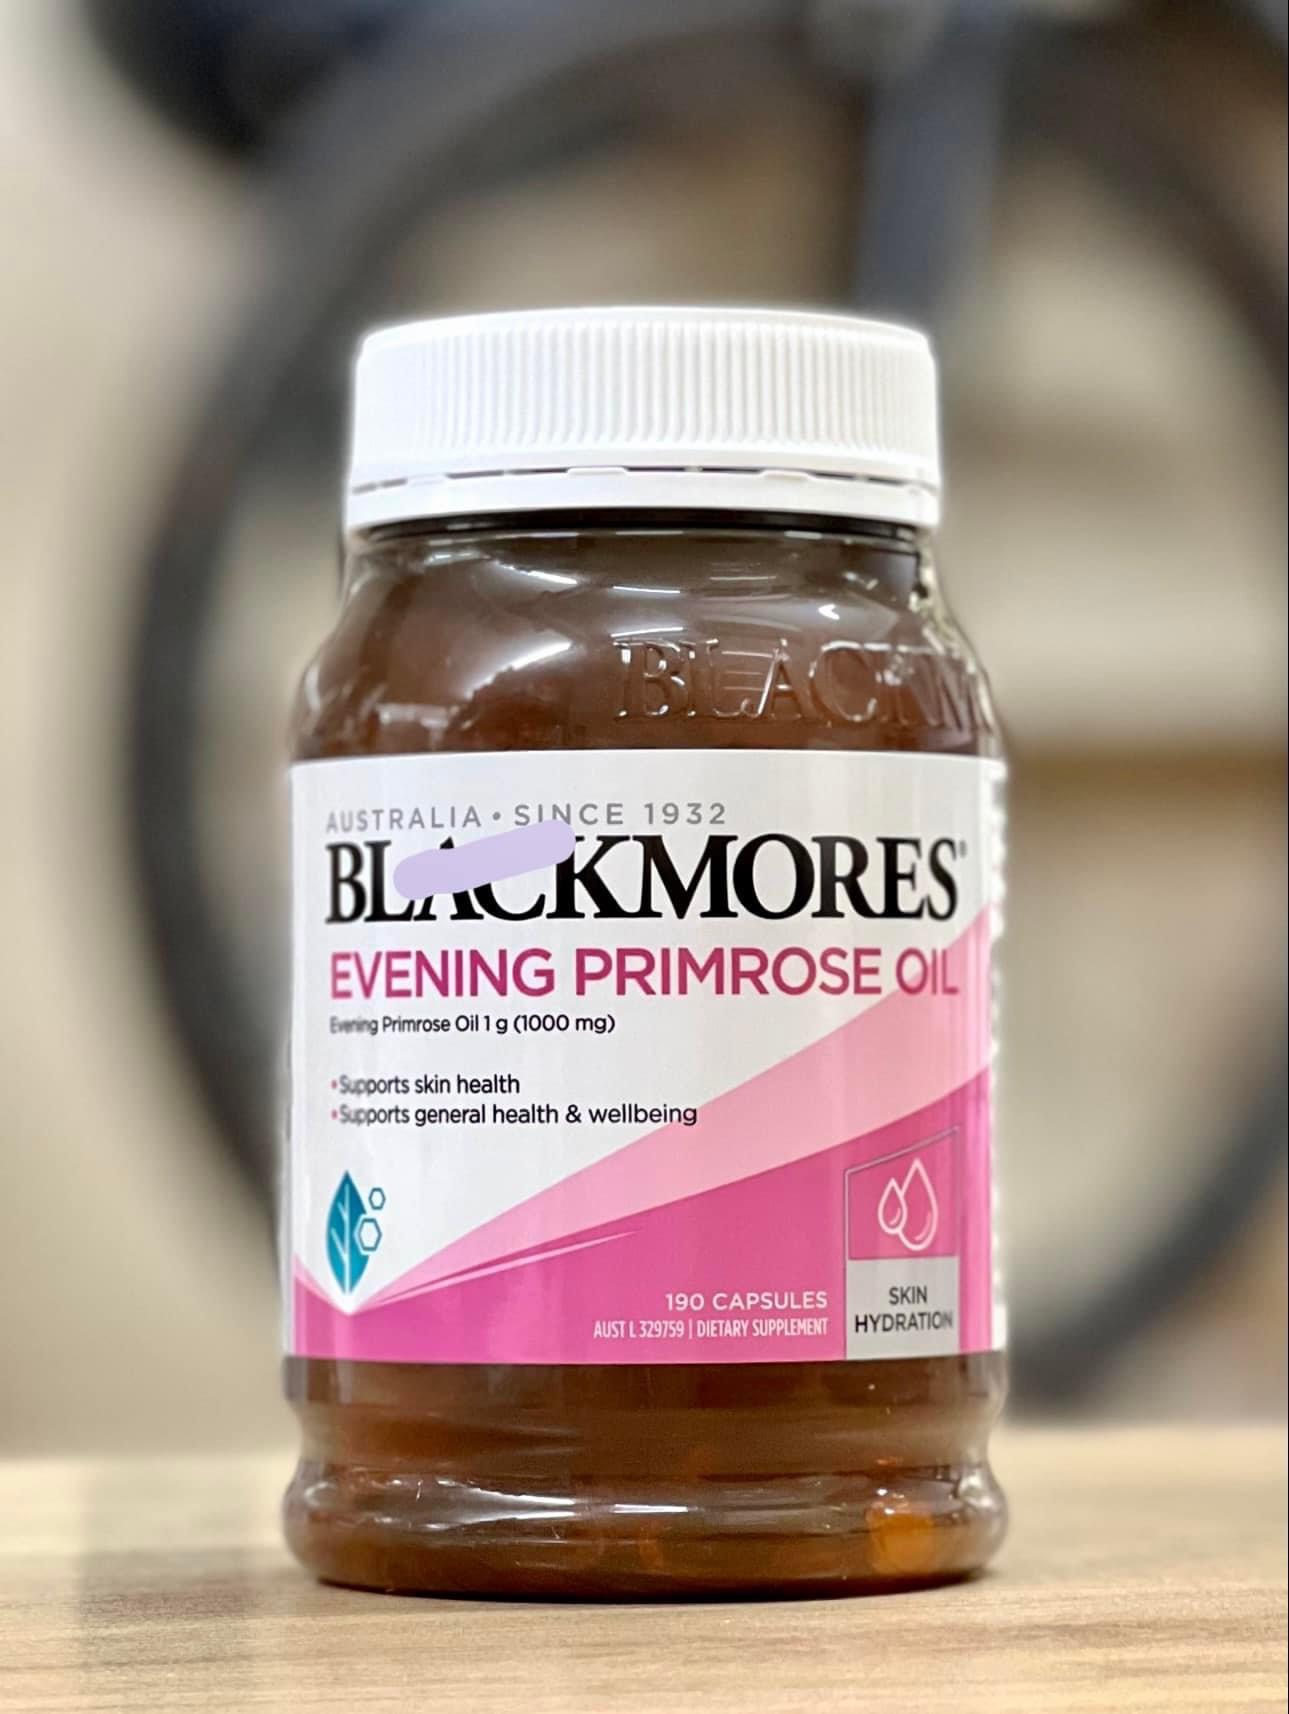 BLACKM
AUSTRALIA • SINCE 1932
BLACKMORES®
EVENING PRIMROSE OIL
Evening Primrose Oil 1 g (1000 mg)
•Supports skin health
•Supports general health & wellbeing
190 CAPSULES
AUST L 329759 | DIETARY SUPPLEMENT
SKIN
HYDRATION